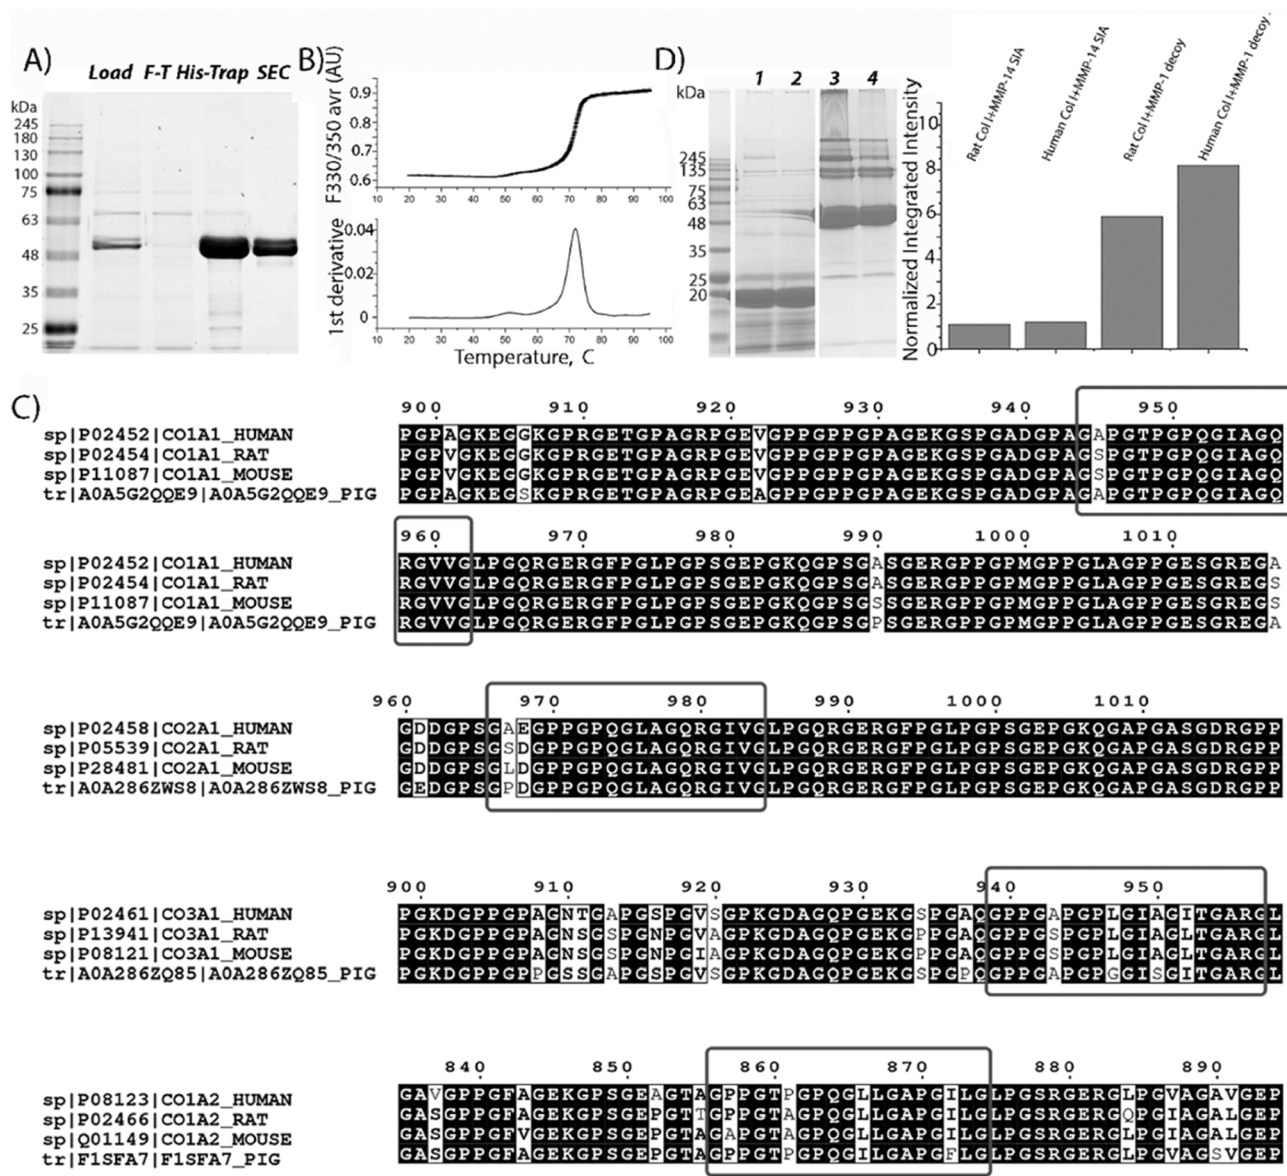 A)
Load F-T His-Trap SEC
kDa
245
180
130
100
75
63
48
35
25
B)
F330/350 avr (AU)
0.9
0.8
0.7
0.6
10 20 30 40 50 60 70 80 90 100
1st derivative
0.04
0.02
0
10 20 30 40 50 60 70 80 90 100
Temperature, C
D)
1 2 3 4
kDa
245
135
75
63
48
35
25
20
Normalized Integrated Intensity
10
8
6
4
2
0
Rat Col I+MMP-14 SIA
Human Col I+MMP-14 SIA
Rat Col I+MMP-1 decoy
Human Col I+MMP-1 decoy
C)
900 910 920 930 940 950
sp|P02452|CO1A1_HUMAN PGPAGKEGGKGPRGETGPAGRPGEVGPPGPPGPAGEKGSPGADGPAGAPGTPGPQGIAGQ
sp|P02454|CO1A1_RAT PGPVGKEGGKGPRGETGPAGRPGEVGPPGPPGPAGEKGSPGADGPAGSPGTPGPQGIAGQ
sp|P11087|CO1A1_MOUSE PGPVGKEGGKGPRGETGPAGRPGEVGPPGPPGPAGEKGSPGADGPAGSPGTPGPQGIAGQ
tr|A0A5G2QQE9|A0A5G2QQE9_PIG PGPAGKEGSKGPRGETGPAGRPGEAGPPGPPGPAGEKGSPGADGPAGAPGTPGPQGIAGQ
960 970 980 990 1000 1010
sp|P02452|CO1A1_HUMAN RGVVGLPGQRGERGFPGLPGPSGEPGKQGPSGASGERGPPGPMGPPGLAGPPGESGREGA
sp|P02454|CO1A1_RAT RGVVGLPGQRGERGFPGLPGPSGEPGKQGPSGASGERGPPGPMGPPGLAGPPGESGREGS
sp|P11087|CO1A1_MOUSE RGVVGLPGQRGERGFPGLPGPSGEPGKQGPSGSSGERGPPGPMGPPGLAGPPGESGREGS
tr|A0A5G2QQE9|A0A5G2QQE9_PIG RGVVGLPGQRGERGFPGLPGPSGEPGKQGPSGPSGERGPPGPMGPPGLAGPPGESGREGA
960 970 980 990 1000 1010
sp|P02458|CO2A1_HUMAN GDDGPSGAEGPPGPQGLAGQRGIVGLPGQRGERGFPGLPGPSGEPGKQGAPGASGDRGPP
sp|P05539|CO2A1_RAT GDDGPSGSDGPPGPQGLAGQRGIVGLPGQRGERGFPGLPGPSGEPGKQGAPGASGDRGPP
sp|P28481|CO2A1_MOUSE GDDGPSGLDGPPGPQGLAGQRGIVGLPGQRGERGFPGLPGPSGEPGKQGAPGASGDRGPP
tr|A0A286ZWS8|A0A286ZWS8_PIG GEDGPSGPDGPPGPQGLAGQRGIVGLPGQRGERGFPGLPGPSGEPGKQGAPGASGDRGPP
900 910 920 930 940 950
sp|P02461|CO3A1_HUMAN PGKDGPPGPAGNTGAPGSPGVSGPKGDAGQPGEKGSPGAQGPPGAPGPLGIAGITGARGL
sp|P13941|CO3A1_RAT PGKDGPPGPAGNSGSPGNPGVAGPKGDAGQPGEKGPPGAQGPPGSPGPLGIAGLTGARGL
sp|P08121|CO3A1_MOUSE PGKDGPPGPAGNSGSPGNPGIAGPKGDAGQPGEKGPPGAQGPPGSPGPLGIAGLTGARGL
tr|A0A286ZQ85|A0A286ZQ85_PIG PGKDGPPGPPGSSGAPGSPGVSGPKGDAGQPGEKGSPGPQGPPGAPGPGGISGITGARGL
840 850 860 870 880 890
sp|P08123|CO1A2_HUMAN GAVGPPGFAGEKGPSGEAGTAGPPGTPGPQGLLGAPGILGLPGSRGERGLPGVAGAVGEP
sp|P02466|CO1A2_RAT GASGPPGFAGEKGPSGEPGTTGPPGTAGPQGLLGAPGILGLPGSRGERGQPGIAGALGEP
sp|Q01149|CO1A2_MOUSE GASGPPGFVGEKGPSGEPGTAGAPGTAGPQGLLGAPGILGLPGSRGERGLPGIAGALGEP
tr|F1SFA7|F1SFA7_PIG GASGPPGFAGEKGPSGEPGTAGPPGTPGPQGLLGAPGFLGLPGSRGERGLPGVAGSVGEP